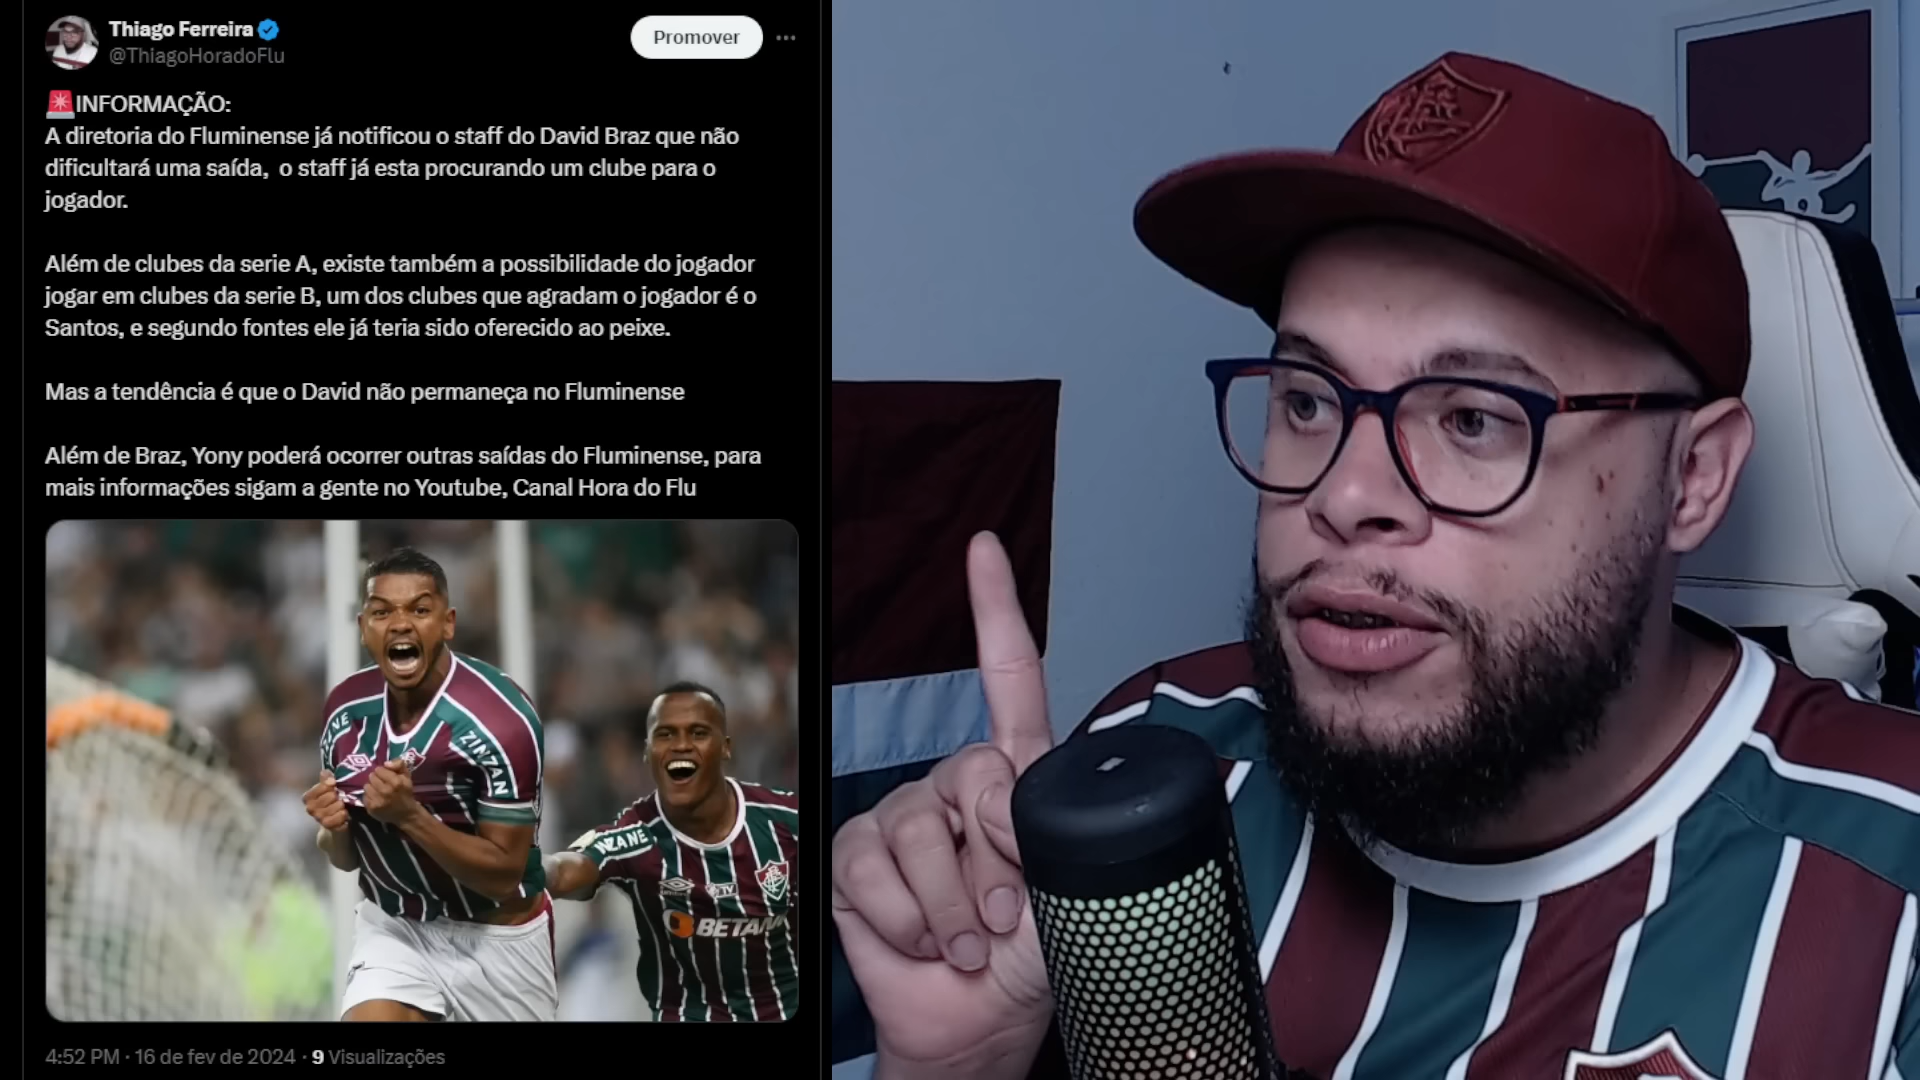 Thiago Ferreira
Promover
@ThiagoHoradoFlu
INFORMAÇÃO:
A diretoria do Fluminense já notificou o staff do David Braz que não
dificultará uma saída,  o staff já esta procurando um clube para o
jogador.
Além de clubes da serie A, existe também a possibilidade do jogador
jogar em clubes da serie B, um dos clubes que agradam o jogador é o
Santos, e segundo fontes ele já teria sido oferecido ao peixe.
Mas a tendência é que o David não permaneça no Fluminense
Além de Braz, Yony poderá ocorrer outras saídas do Fluminense, para
mais informações sigam a gente no Youtube, Canal Hora do Flu
ZINZANE
TV
BETANO
4:52 PM · 16 de fev de 2024 · 9 Visualizações